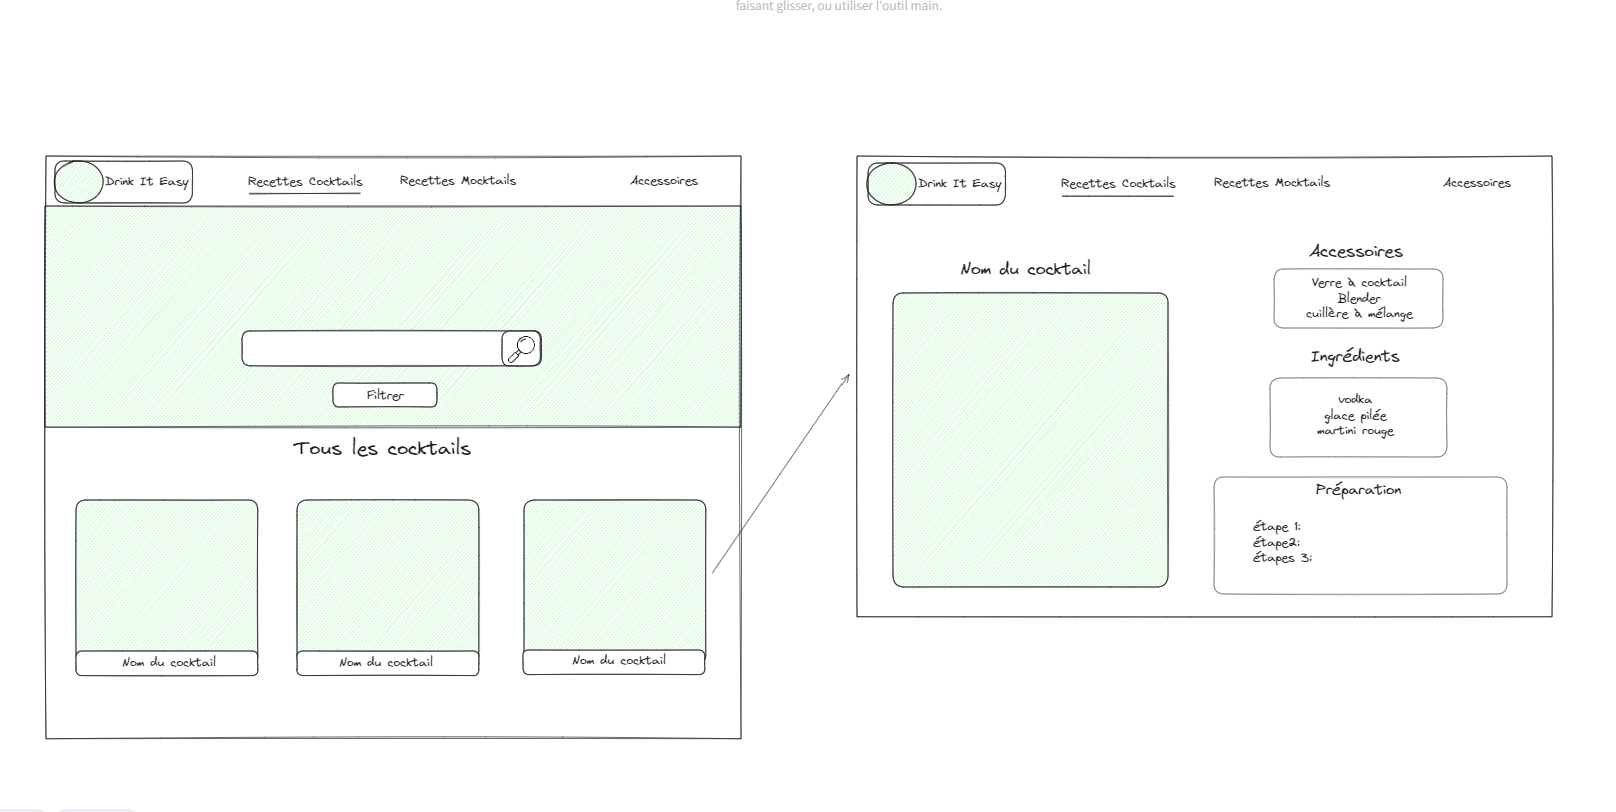 faisant glisser, ou utiliser l'outil main.
Drink It Easy
Recettes Cocktails
Recettes Mocktails
Accessoires
Filtrer
Tous les cocktails
Nom du cocktail
Nom du cocktail
Nom du cocktail
Drink It Easy
Recettes Cocktails
Recettes Mocktails
Accessoires
Nom du cocktail
Accessoires
Verre à cocktail
Blender
cuillère à mélange
Ingrédients
vodka
glace pilée
martini rouge
Préparation
étape 1:
étape2:
étapes 3: